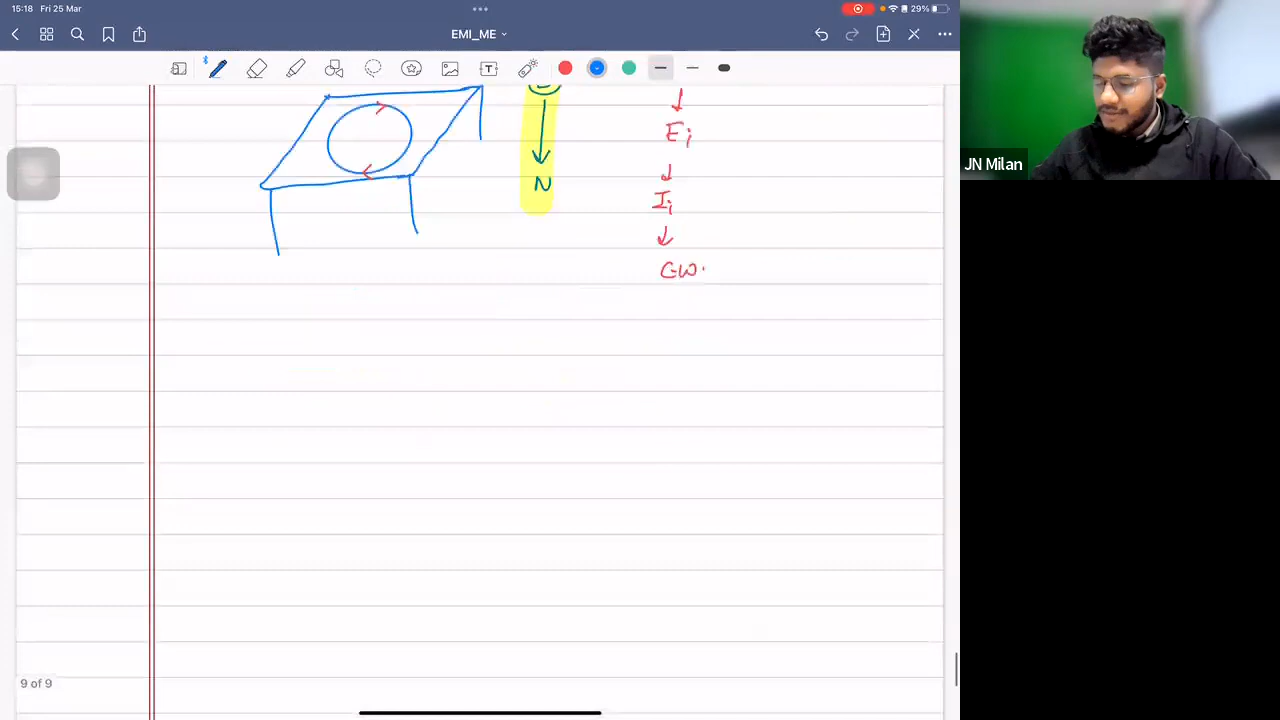 15:18 Fri 25 Mar
29%
EMI_ME
JN Milan
Ei
N
Ii
CW.
9 of 9